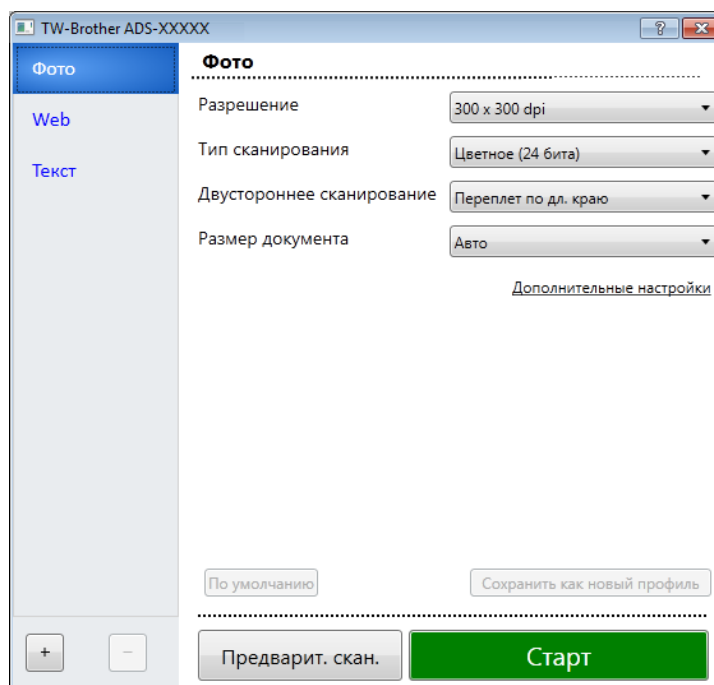 TW-Brother ADS-XXXXX
?
Фото
Web
Текст
Фото
Разрешение
300 x 300 dpi
Тип сканирования
Цветное (24 бита)
Двустороннее сканирование
Переплет по дл. краю
Размер документа
Авто
Дополнительные настройки
По умолчанию
Сохранить как новый профиль
+
−
Предварит. скан.
Старт